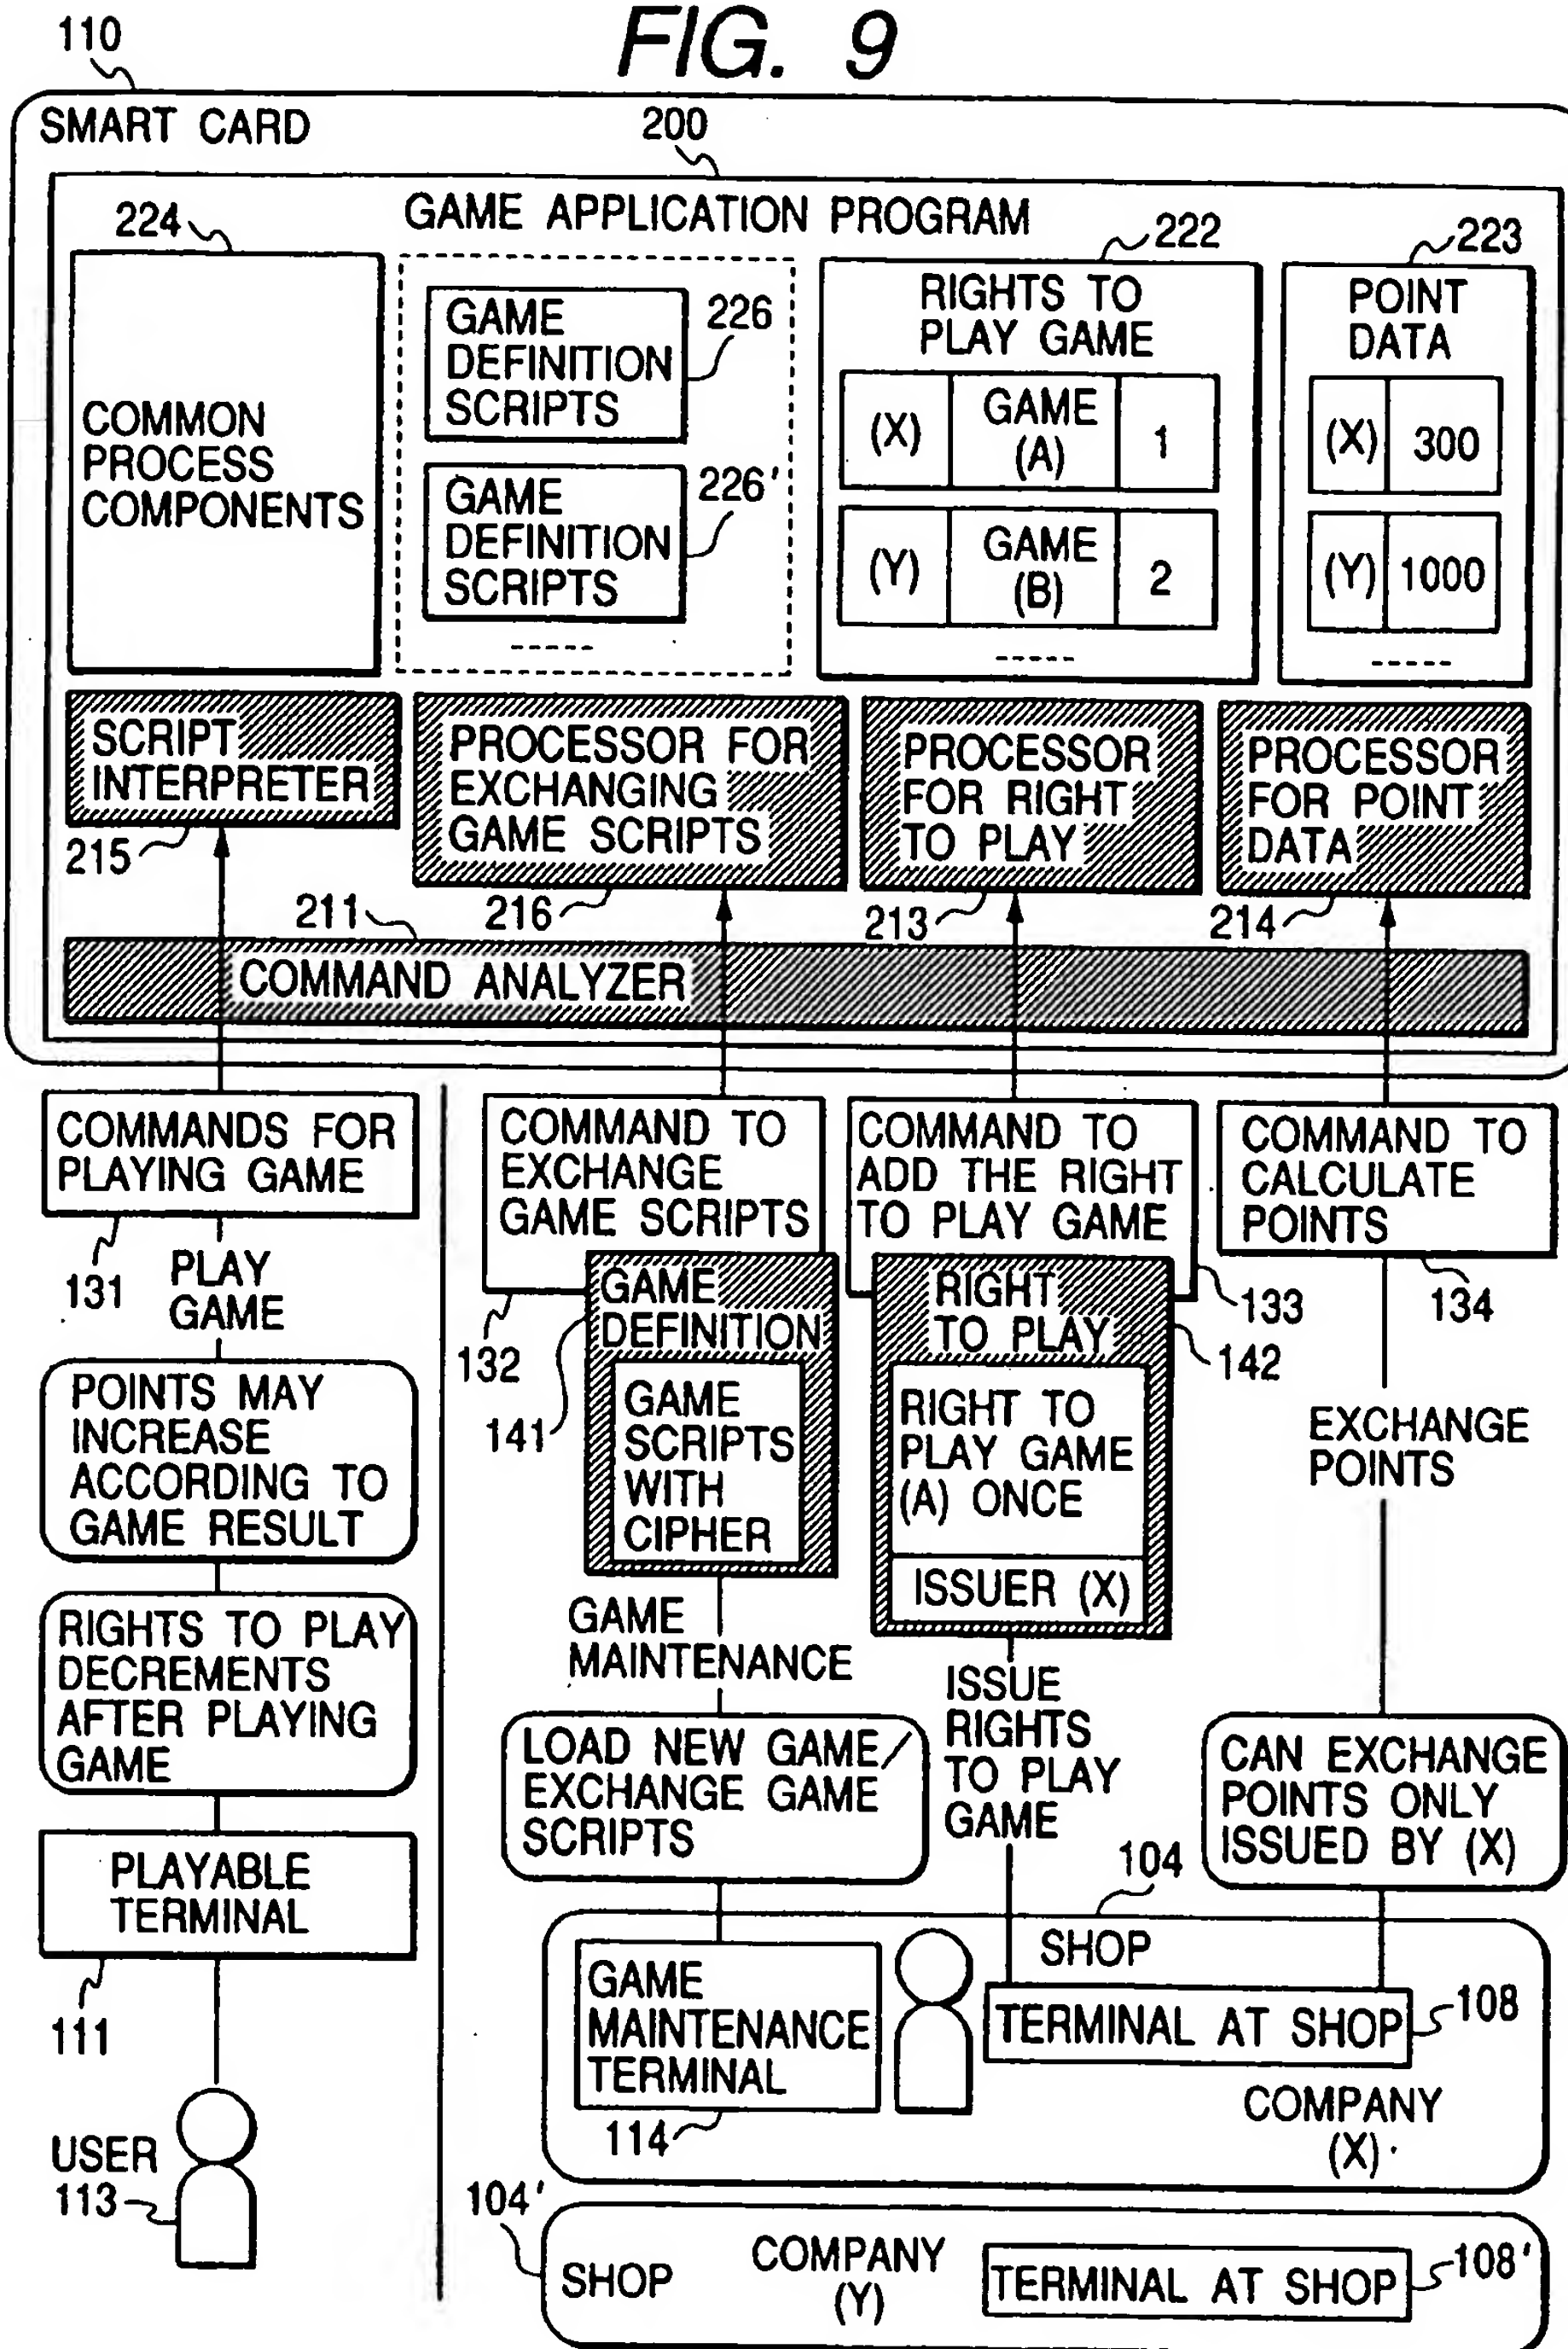 FIG. 9
110
SMART CARD
200
GAME APPLICATION PROGRAM
224
222
223
COMMON
PROCESS
COMPONENTS
GAME
DEFINITION
SCRIPTS
226
GAME
DEFINITION
SCRIPTS
226'
-----
RIGHTS TO
PLAY GAME
(X)
GAME
(A)
1
(Y)
GAME
(B)
2
-----
POINT
DATA
(X)
300
(Y)
1000
-----
SCRIPT
INTERPRETER
215
PROCESSOR FOR
EXCHANGING
GAME SCRIPTS
216
PROCESSOR
FOR RIGHT
TO PLAY
213
PROCESSOR
FOR POINT
DATA
214
211
COMMAND ANALYZER
COMMANDS FOR
PLAYING GAME
131
PLAY
GAME
POINTS MAY
INCREASE
ACCORDING TO
GAME RESULT
RIGHTS TO PLAY
DECREMENTS
AFTER PLAYING
GAME
PLAYABLE
TERMINAL
111
USER
113
COMMAND TO
EXCHANGE
GAME SCRIPTS
132
GAME
DEFINITION
141
GAME
SCRIPTS
WITH
CIPHER
GAME
MAINTENANCE
LOAD NEW GAME/
EXCHANGE GAME
SCRIPTS
COMMAND TO
ADD THE RIGHT
TO PLAY GAME
133
RIGHT
TO PLAY
142
RIGHT TO
PLAY GAME
(A) ONCE
ISSUER (X)
ISSUE
RIGHTS
TO PLAY
GAME
COMMAND TO
CALCULATE
POINTS
134
EXCHANGE
POINTS
CAN EXCHANGE
POINTS ONLY
ISSUED BY (X)
104
SHOP
GAME
MAINTENANCE
TERMINAL
114
TERMINAL AT SHOP
108
COMPANY
(X)
104'
SHOP
COMPANY
(Y)
TERMINAL AT SHOP
108'